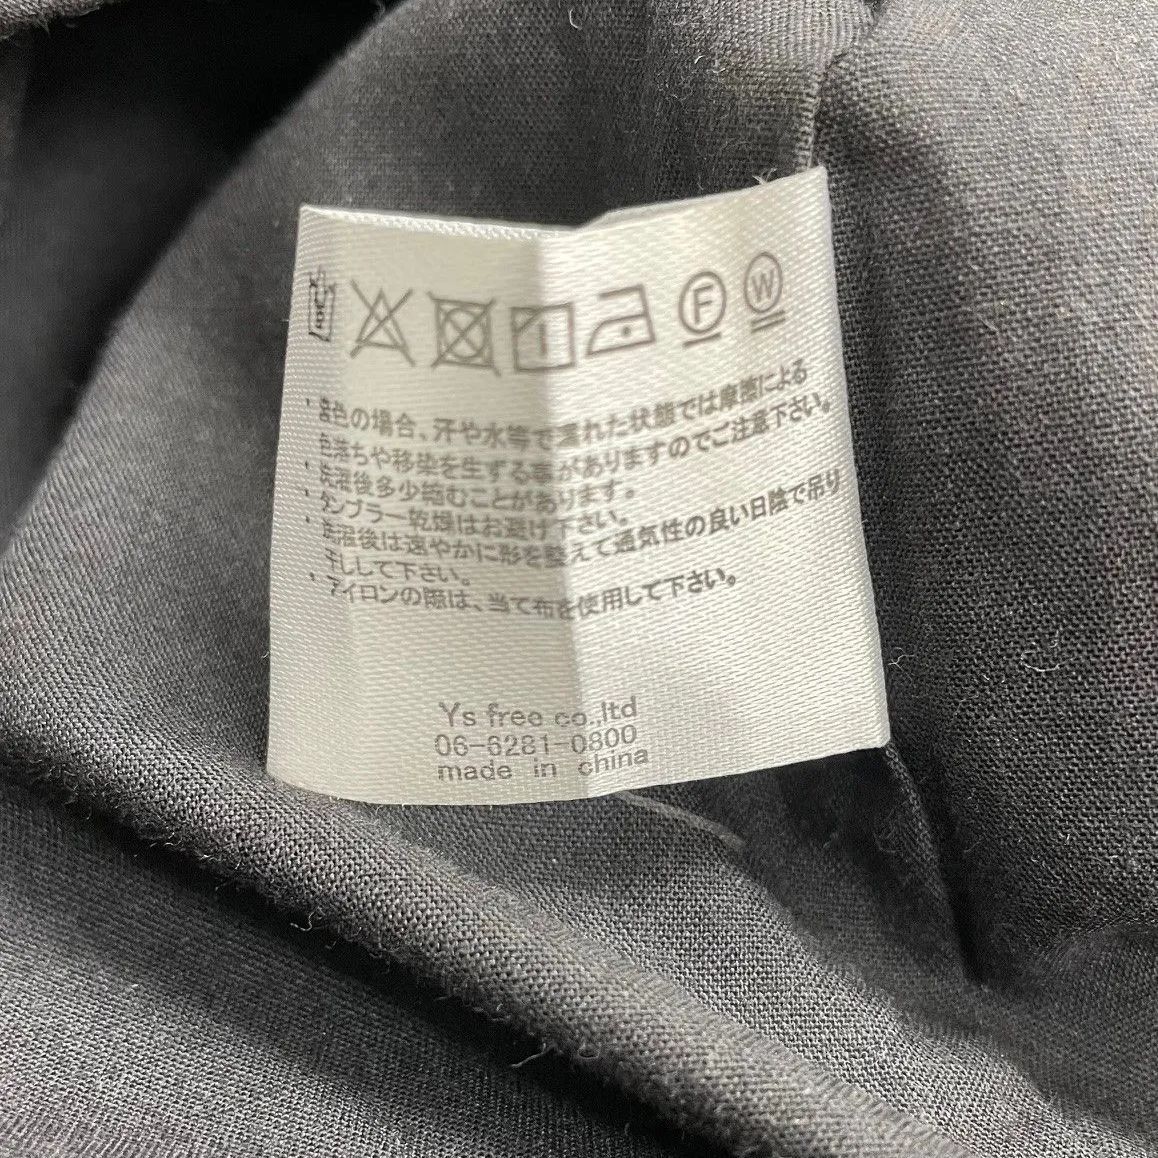 F W
・濃色の場合、汗や水等で濡れた状態では摩擦による
色落ちや移染を生ずる事がありますのでご注意下さい。
・洗濯後多少縮むことがあります。
・タンブラー乾燥はお避け下さい。
・洗濯後は速やかに形を整えて通気性の良い日陰で吊り
干しして下さい。
・アイロンの際は、当て布を使用して下さい。
Ys free co.,ltd
06-6281-0800
made in china